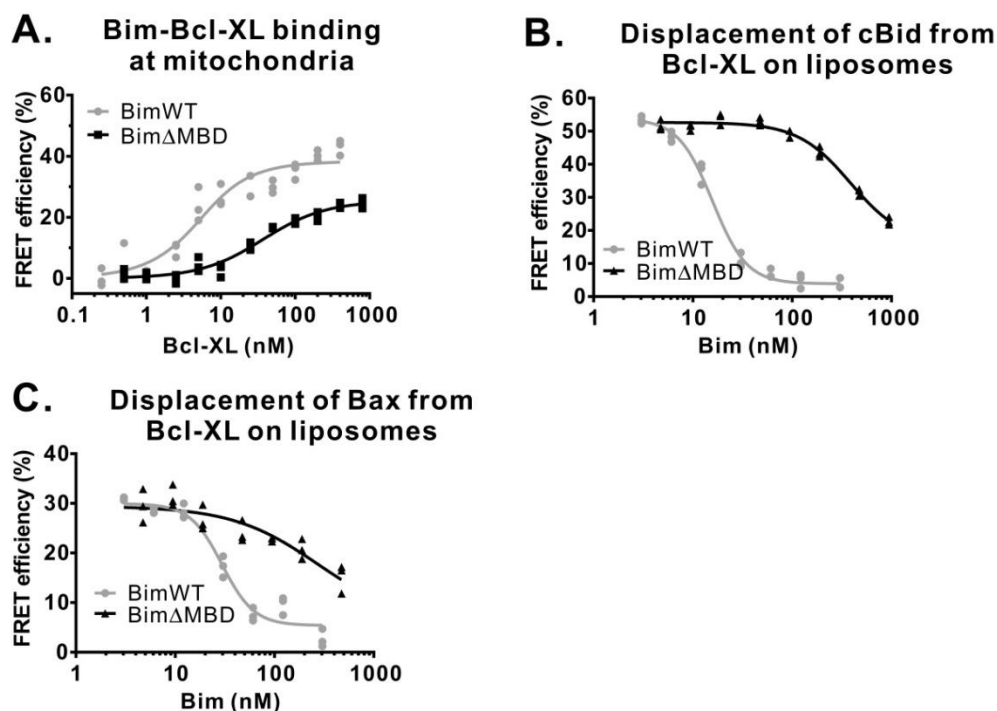 A.
Bim-Bcl-XL binding
at mitochondria
FRET efficiency (%)
60
40
20
0
BimWT
BimΔMBD
0.1 1 10 100 1000
Bcl-XL (nM)
B.
Displacement of cBid from
Bcl-XL on liposomes
FRET efficiency (%)
60
50
40
30
20
10
0
BimWT
BimΔMBD
1 10 100 1000
Bim (nM)
C.
Displacement of Bax from
Bcl-XL on liposomes
FRET efficiency (%)
40
30
20
10
0
BimWT
BimΔMBD
1 10 100 1000
Bim (nM)